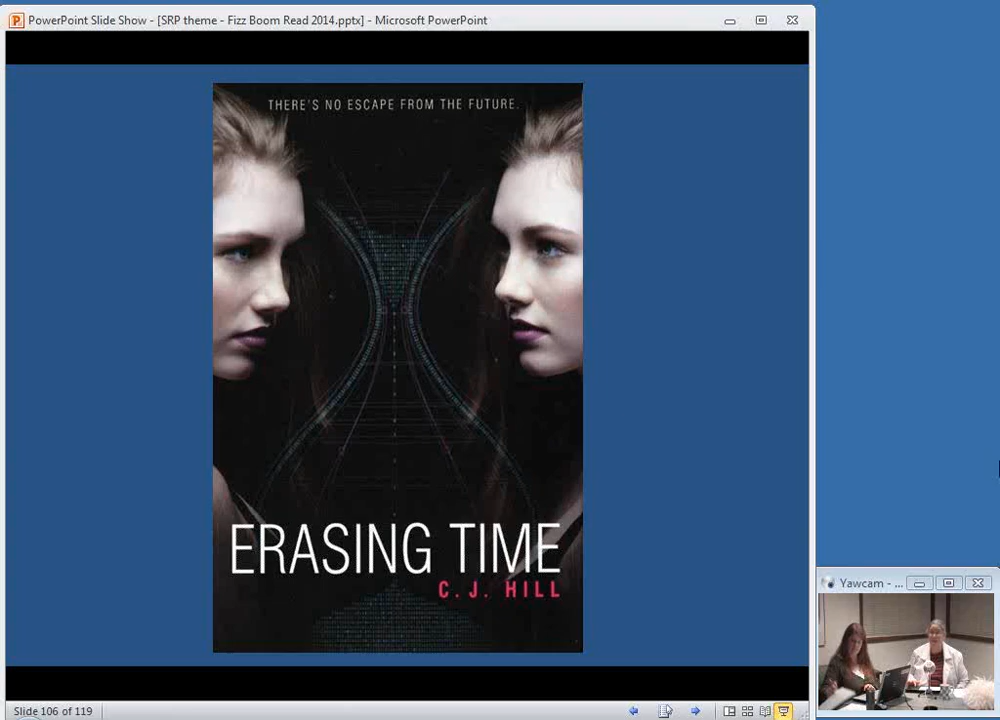 PowerPoint Slide Show - [SRP theme - Fizz Boom Read 2014.pptx] - Microsoft PowerPoint
THERE'S NO ESCAPE FROM THE FUTURE.
ERASING TIME
C. J. HILL
Yawcam - ...
Slide 106 of 119